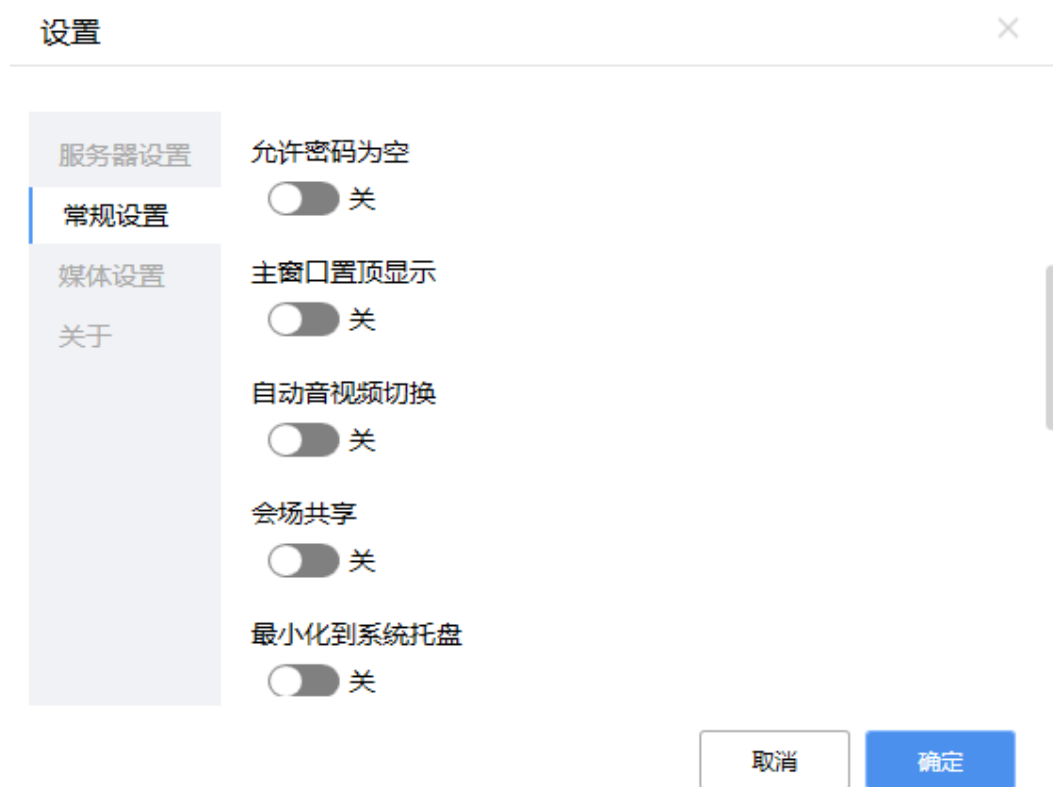 设置
服务器设置
常规设置
媒体设置
关于
允许密码为空
关
主窗口置顶显示
关
自动音视频切换
关
会场共享
关
最小化到系统托盘
关
取消
确定